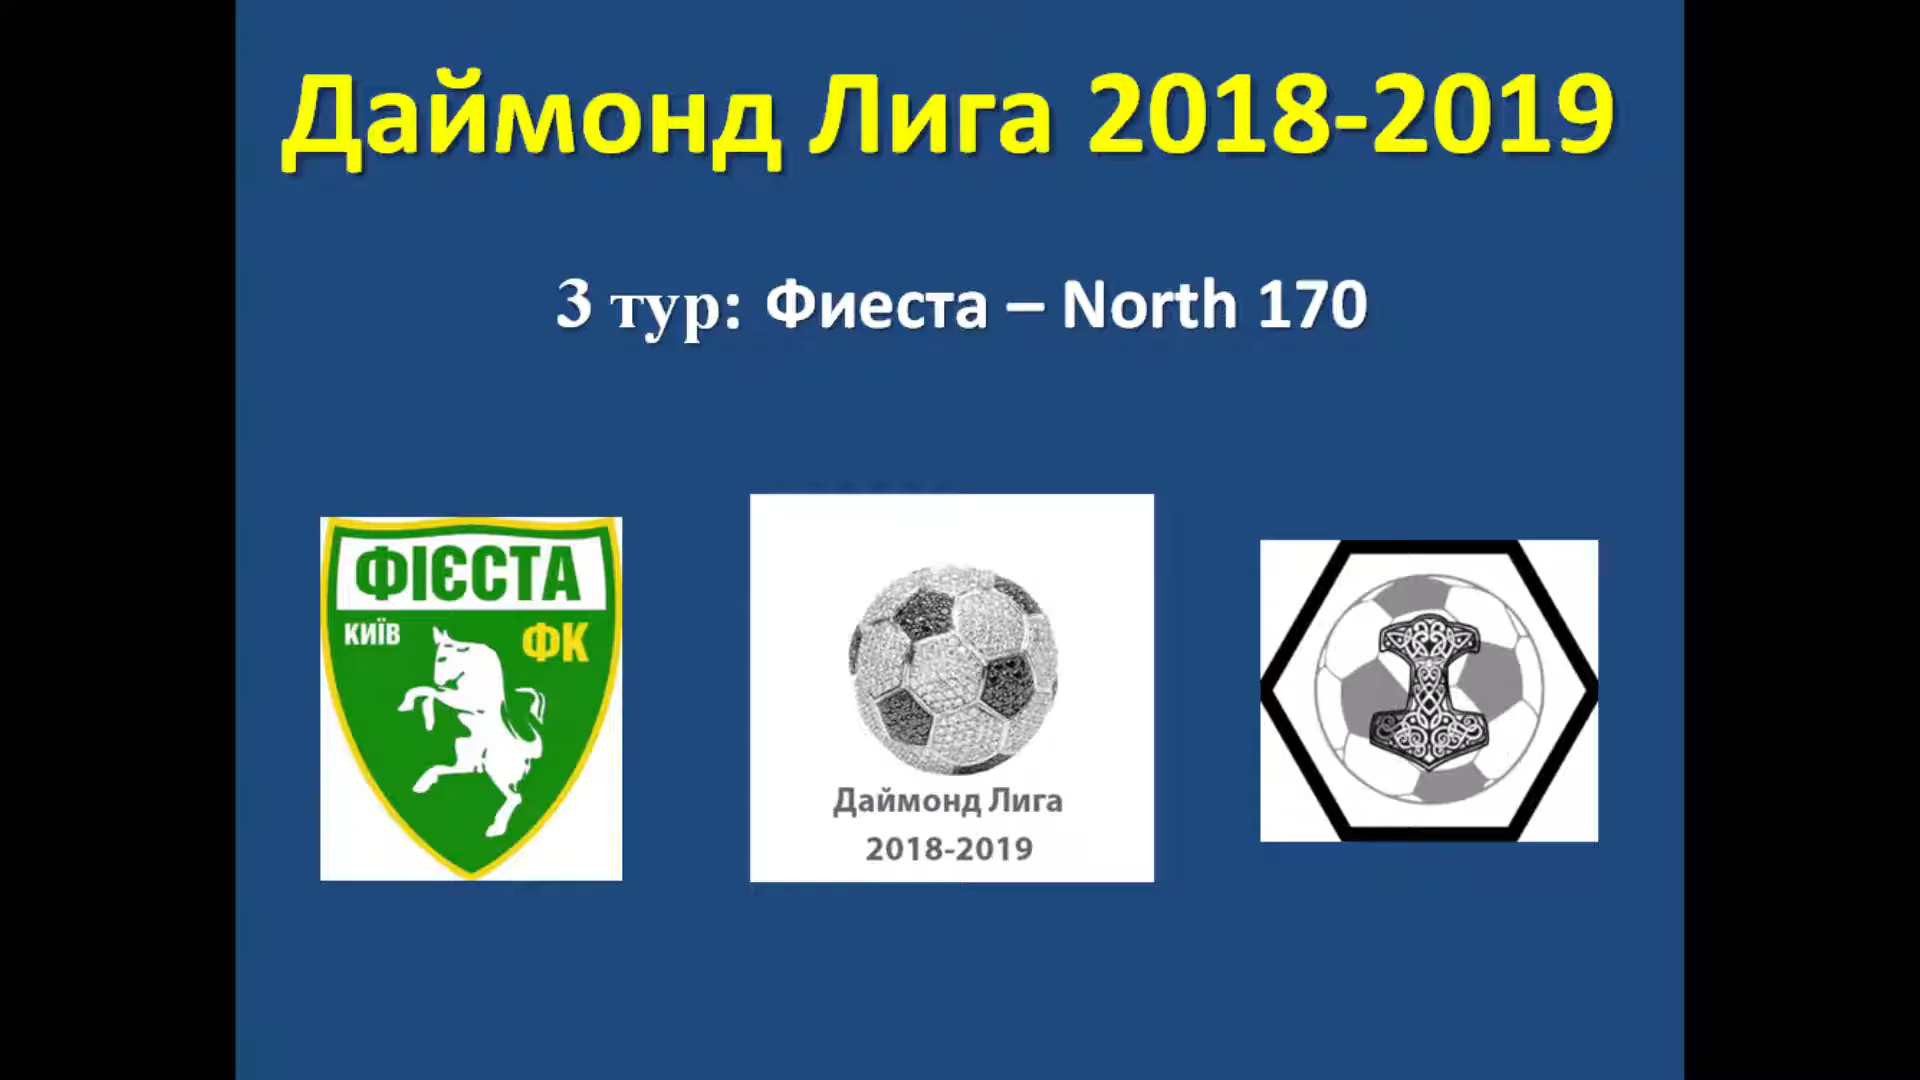 Даймонд Лига 2018-2019
3 тур: Фиеста – North 170
ФІЄСТА
КИЇВ
ФК
Даймонд Лига
2018-2019